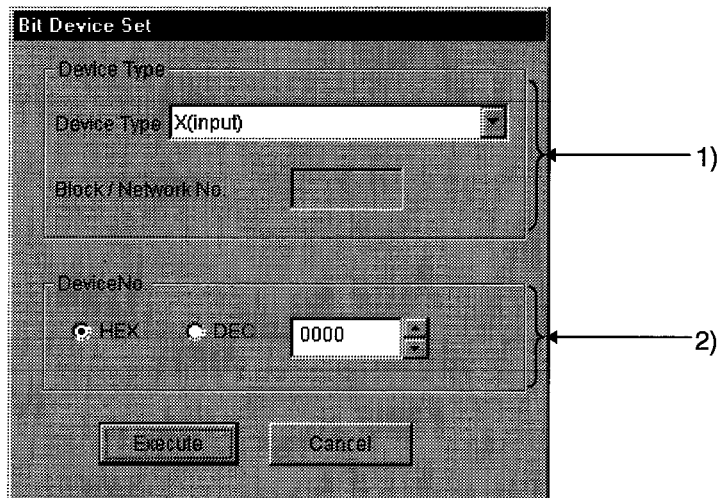 Bit Device Set
Device Type
Device Type X(input)
1)
Block / Network No.
DeviceNo
HEX DEC 0000
2)
Execute Cancel